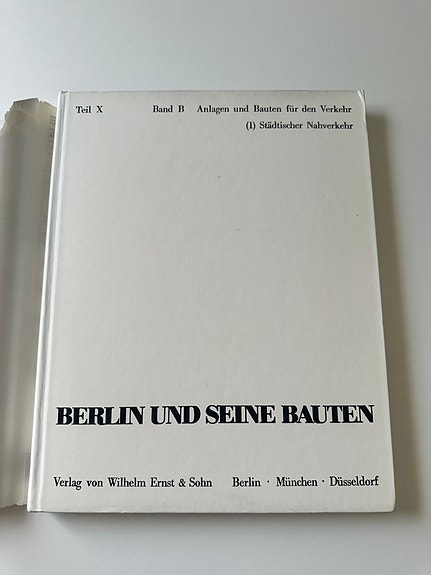 Teil X Band B Anlagen und Bauten für den Verkehr
(1) Städtischer Nahverkehr
BERLIN UND SEINE BAUTEN
Verlag von Wilhelm Ernst & Sohn Berlin · München · Düsseldorf